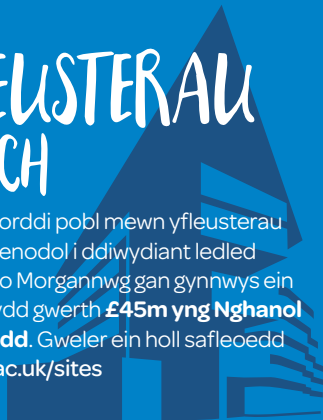 EUSTERAU
CH
orddi pobl mewn yfleusterau
enodol i ddiwydiant ledled
o Morgannwg gan gynnwys ein
ydd gwerth £45m yng Nghanol
dd. Gweler ein holl safleoedd
ac.uk/sites